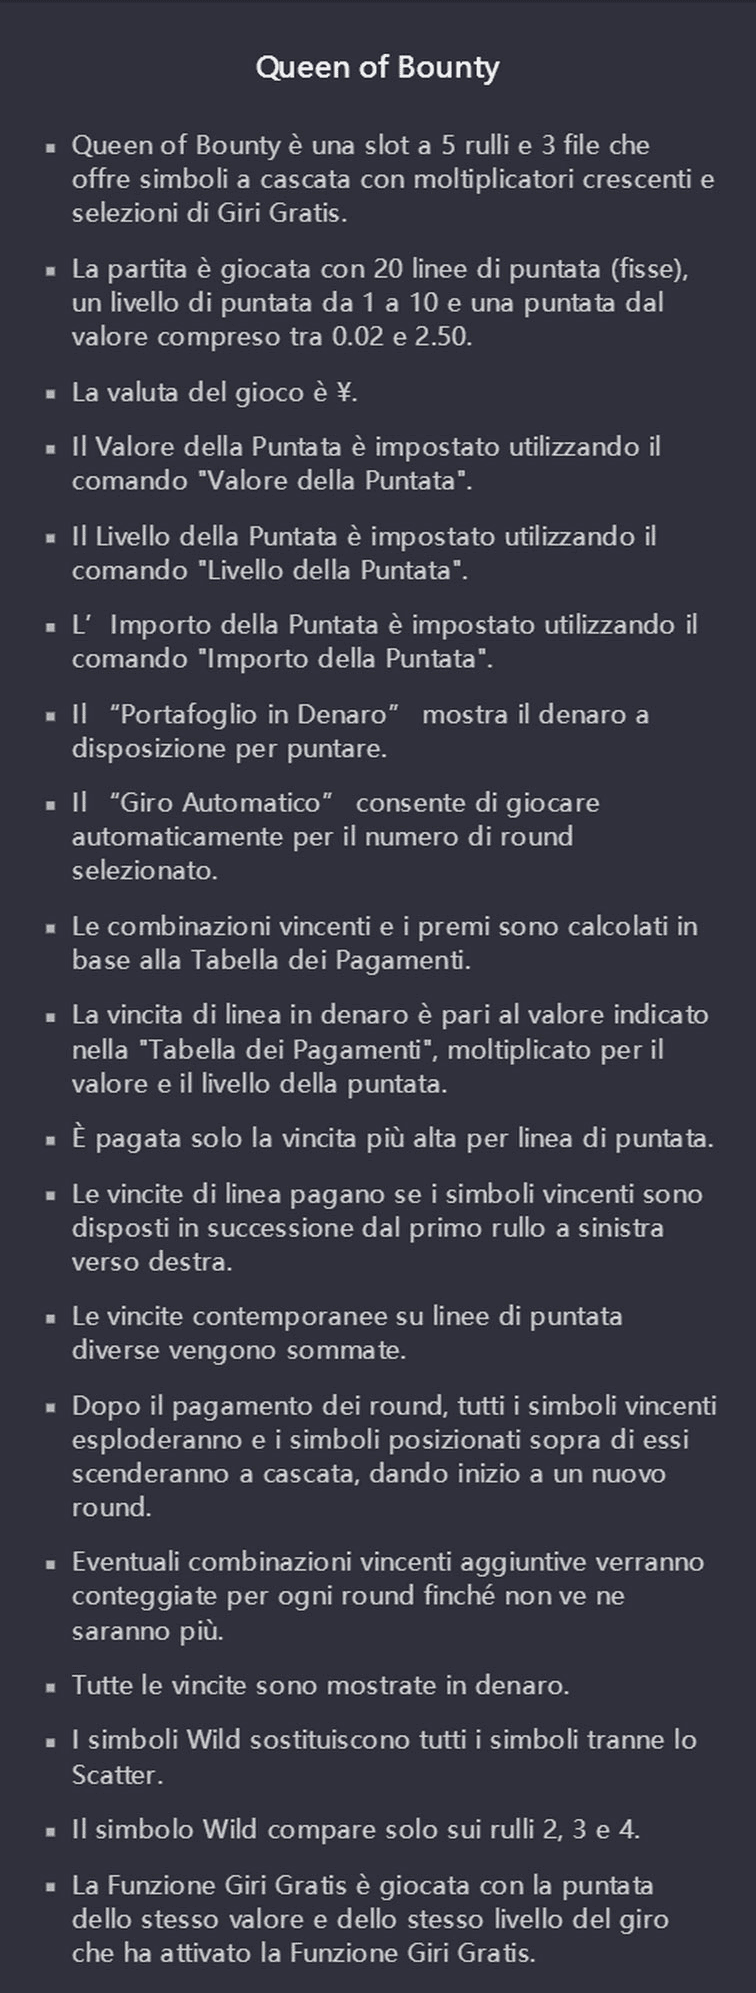 Queen of Bounty
▪ Queen of Bounty è una slot a 5 rulli e 3 file che
offre simboli a cascata con moltiplicatori crescenti e
selezioni di Giri Gratis.
▪ La partita è giocata con 20 linee di puntata (fisse),
un livello di puntata da 1 a 10 e una puntata dal
valore compreso tra 0.02 e 2.50.
▪ La valuta del gioco è ¥.
▪ Il Valore della Puntata è impostato utilizzando il
comando "Valore della Puntata".
▪ Il Livello della Puntata è impostato utilizzando il
comando "Livello della Puntata".
▪ L’ Importo della Puntata è impostato utilizzando il
comando "Importo della Puntata".
▪ Il “Portafoglio in Denaro” mostra il denaro a
disposizione per puntare.
▪ Il “Giro Automatico” consente di giocare
automaticamente per il numero di round
selezionato.
▪ Le combinazioni vincenti e i premi sono calcolati in
base alla Tabella dei Pagamenti.
▪ La vincita di linea in denaro è pari al valore indicato
nella "Tabella dei Pagamenti", moltiplicato per il
valore e il livello della puntata.
▪ È pagata solo la vincita più alta per linea di puntata.
▪ Le vincite di linea pagano se i simboli vincenti sono
disposti in successione dal primo rullo a sinistra
verso destra.
▪ Le vincite contemporanee su linee di puntata
diverse vengono sommate.
▪ Dopo il pagamento dei round, tutti i simboli vincenti
esploderanno e i simboli posizionati sopra di essi
scenderanno a cascata, dando inizio a un nuovo
round.
▪ Eventuali combinazioni vincenti aggiuntive verranno
conteggiate per ogni round finché non ve ne
saranno più.
▪ Tutte le vincite sono mostrate in denaro.
▪ I simboli Wild sostituiscono tutti i simboli tranne lo
Scatter.
▪ Il simbolo Wild compare solo sui rulli 2, 3 e 4.
▪ La Funzione Giri Gratis è giocata con la puntata
dello stesso valore e dello stesso livello del giro
che ha attivato la Funzione Giri Gratis.